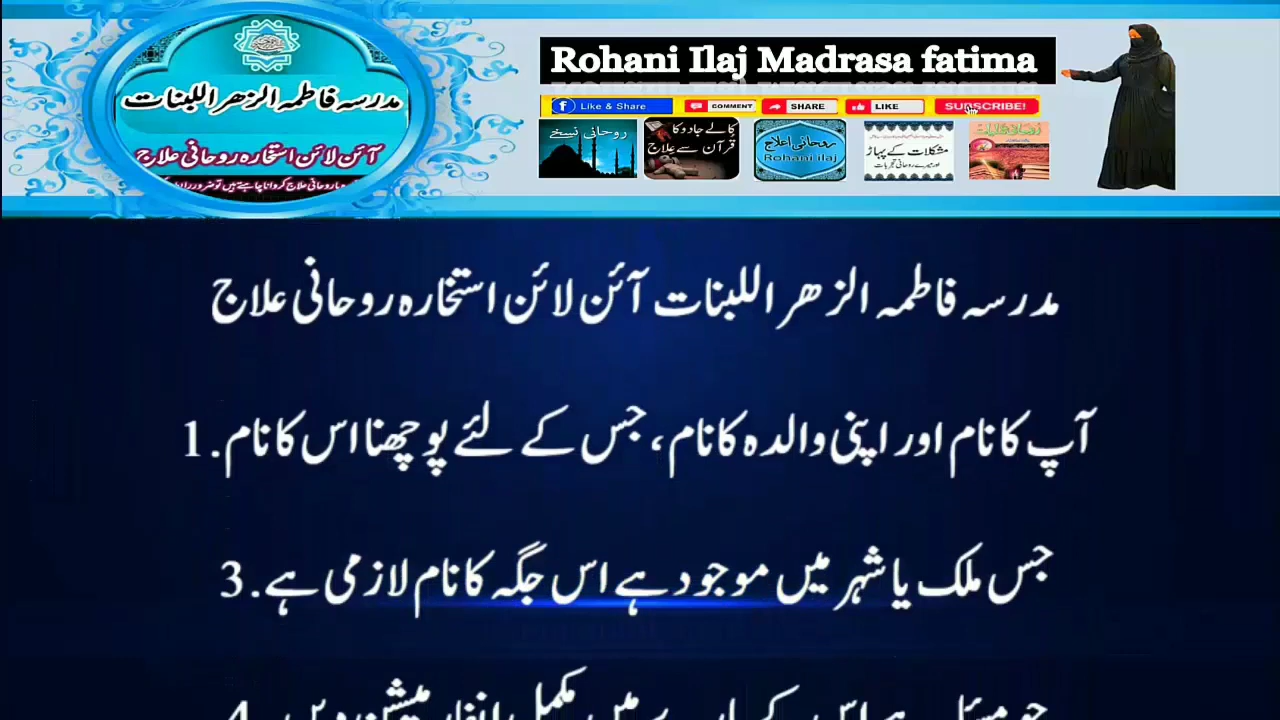 مدرسہ فاطمہ الزھر اللبنات
آئن لائن استخارہ روحانی علاج
Rohani Ilaj Madrasa fatima
Like & Share
COMMENT
SHARE
LIKE
SUBSCRIBE!
روحانی نسخ
کالے جادو کا
قرآن سے علاج
روحانی علاج
Rohani ilaj
مشکلات کے پہاڑ
مدرسہ فاطمہ الزھر اللبنات آئن لائن استخارہ روحانی علاج
آپ کا نام اور اپنی والدہ کا نام، جس کے لئے پوچھنا اس کا نام.1
جس ملک یا شہر میں موجود ہے اس جگہ کا نام لازمی ہے.3